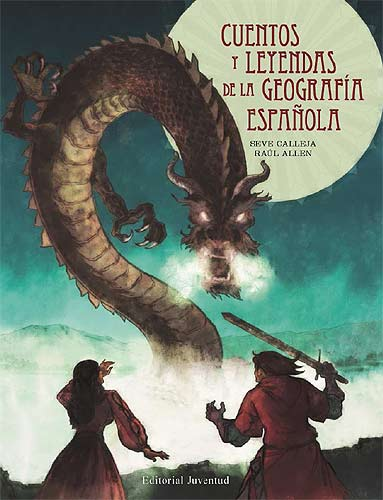 CUENTOS
Y LEYENDAS
DE LA GEOGRAFÍA
ESPAÑOLA
SEVE CALLEJA
RAÚL ALLEN
Editorial Juventud